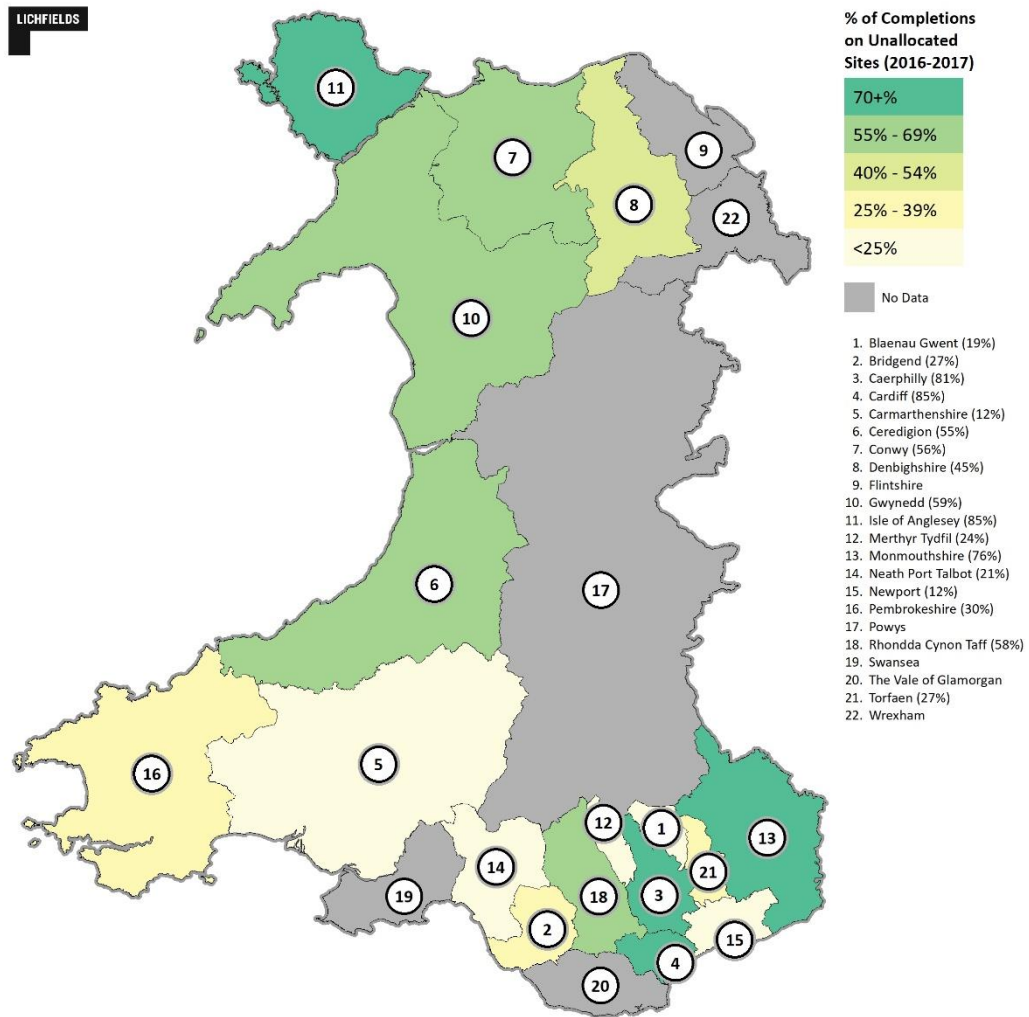 LICHFIELDS
% of Completions
on Unallocated
Sites (2016-2017)
70+%
55% - 69%
40% - 54%
25% - 39%
<25%
No Data
1. Blaenau Gwent (19%)
2. Bridgend (27%)
3. Caerphilly (81%)
4. Cardiff (85%)
5. Carmarthenshire (12%)
6. Ceredigion (55%)
7. Conwy (56%)
8. Denbighshire (45%)
9. Flintshire
10. Gwynedd (59%)
11. Isle of Anglesey (85%)
12. Merthyr Tydfil (24%)
13. Monmouthshire (76%)
14. Neath Port Talbot (21%)
15. Newport (12%)
16. Pembrokeshire (30%)
17. Powys
18. Rhondda Cynon Taff (58%)
19. Swansea
20. The Vale of Glamorgan
21. Torfaen (27%)
22. Wrexham
11
7
9
8
22
10
6
17
16
5
12
1
13
14
21
19
18
3
2
15
4
20